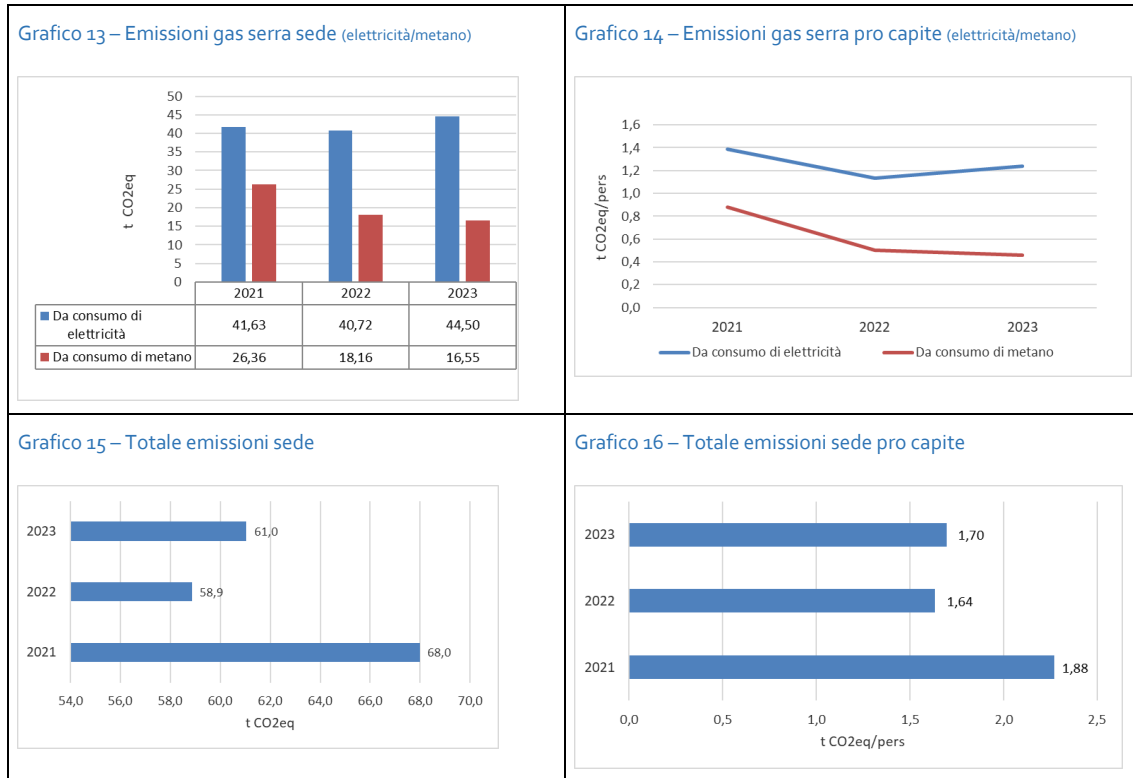 Grafico 13 – Emissioni gas serra sede (elettricità/metano)
50
45
40
35
30
25
20
15
10
5
0
t CO2eq
2021 2022 2023
Da consumo di elettricità 41,63 40,72 44,50
Da consumo di metano 26,36 18,16 16,55
Grafico 14 – Emissioni gas serra pro capite (elettricità/metano)
1,6
1,4
1,2
1,0
0,8
0,6
0,4
0,2
0,0
t CO2eq/pers
2021 2022 2023
Da consumo di elettricità Da consumo di metano
Grafico 15 – Totale emissioni sede
2023 61,0
2022 58,9
2021 68,0
54,0 56,0 58,0 60,0 62,0 64,0 66,0 68,0 70,0
t CO2eq
Grafico 16 – Totale emissioni sede pro capite
2023 1,70
2022 1,64
2021 1,88
0,0 0,5 1,0 1,5 2,0 2,5
t CO2eq/pers